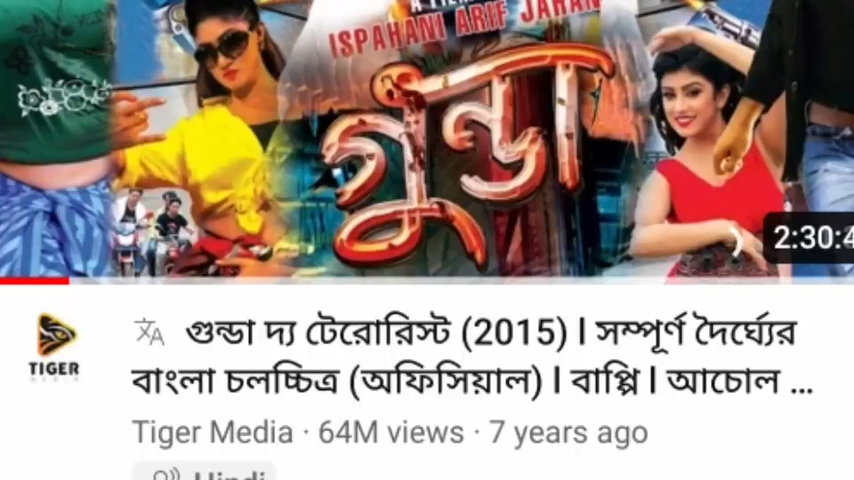 ISPAHANI ARIF JAHAN
গুন্ডা
2:30:4
TIGER
গুন্ডা দ্য টেরোরিস্ট (2015) l সম্পূর্ণ দৈর্ঘ্যের
বাংলা চলচ্চিত্র (অফিসিয়াল) l বাপ্পি l আচোল ...
Tiger Media · 64M views · 7 years ago
Hindi